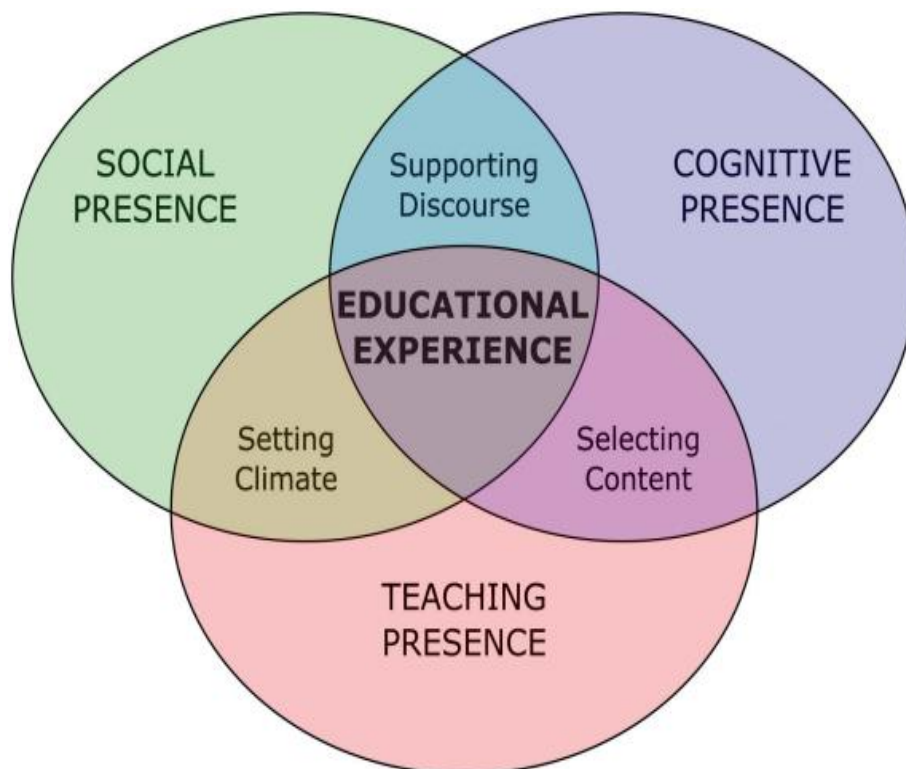 SOCIAL
PRESENCE
Supporting
Discourse
COGNITIVE
PRESENCE
EDUCATIONAL
EXPERIENCE
Setting
Climate
Selecting
Content
TEACHING
PRESENCE